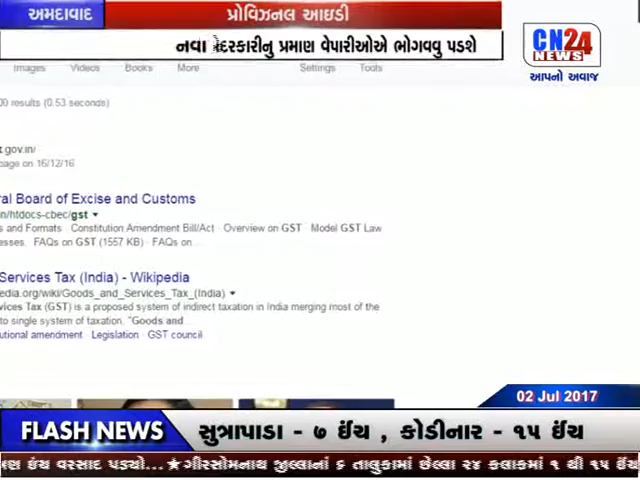 અમદાવાદ
પ્રોવિઝનલ આઇડી
નવા પ્રમાણ વેપારીઓએ ભોગવવુ પડશે
CN24
NEWS
આપનો અવાજ
Images Videos Books More Settings Tools
00 results (0.53 seconds)
t.gov.in/
page on 16/12/16
ral Board of Excise and Customs
n/htdocs-cbec/gst
s and Formats · Constitution Amendment Bill/Act · Overview on GST · Model GST Law
esses. · FAQs on GST (1557 KB) · FAQs on...
Services Tax (India) - Wikipedia
edia.org/wiki/Goods_and_Services_Tax_(India)
vices Tax (GST) is a proposed system of indirect taxation in India merging most of the
to single system of taxation. "Goods and...
utional amendment · Legislation · GST council
02 Jul 2017
FLASH NEWS
સુત્રાપાડા - ૭ ઈંચ , કોડીનાર - ૧૫ ઈંચ
ઇંચ વરસાદ પડયો...★ગીરસોમનાથ જીલ્લાનાં ૬ તાલુકામાં છેલ્લા ૨૪ કલાકમાં ૧ થી ૧૫ ઈંચ